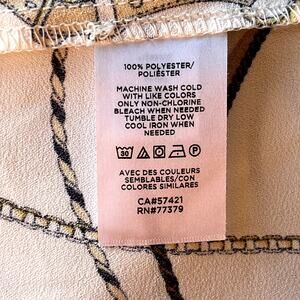 100% POLYESTER/
POLIÉSTER
MACHINE WASH COLD
WITH LIKE COLORS
ONLY NON-CHLORINE
BLEACH WHEN NEEDED
TUMBLE DRY LOW
COOL IRON WHEN
NEEDED
30
P
AVEC DES COULEURS
SEMBLABLES/CON
COLORES SIMILARES
CA#57421
RN#77379